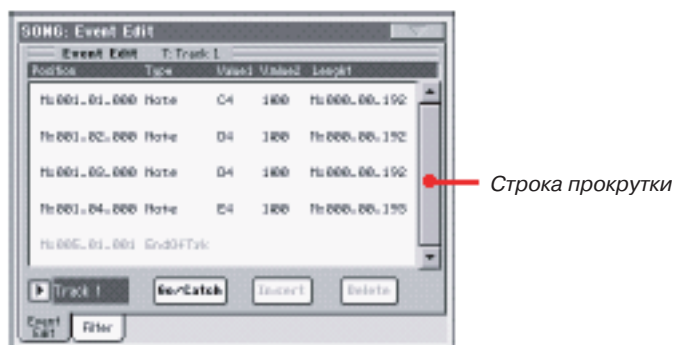 SONG: Event Edit
Event Edit T: Track 1
Position Type Value1 Value2 Lenght
M:001.01.000 Note C4 100 M:000.00.192
M:001.02.000 Note D4 100 M:000.00.192
M:001.03.000 Note D4 100 M:000.00.192
M:001.04.000 Note E4 100 M:000.00.193
M:005.01.001 EndOfTrk
Строка прокрутки
Track 1 Go/Catch Insert Delete
Event Edit Filter